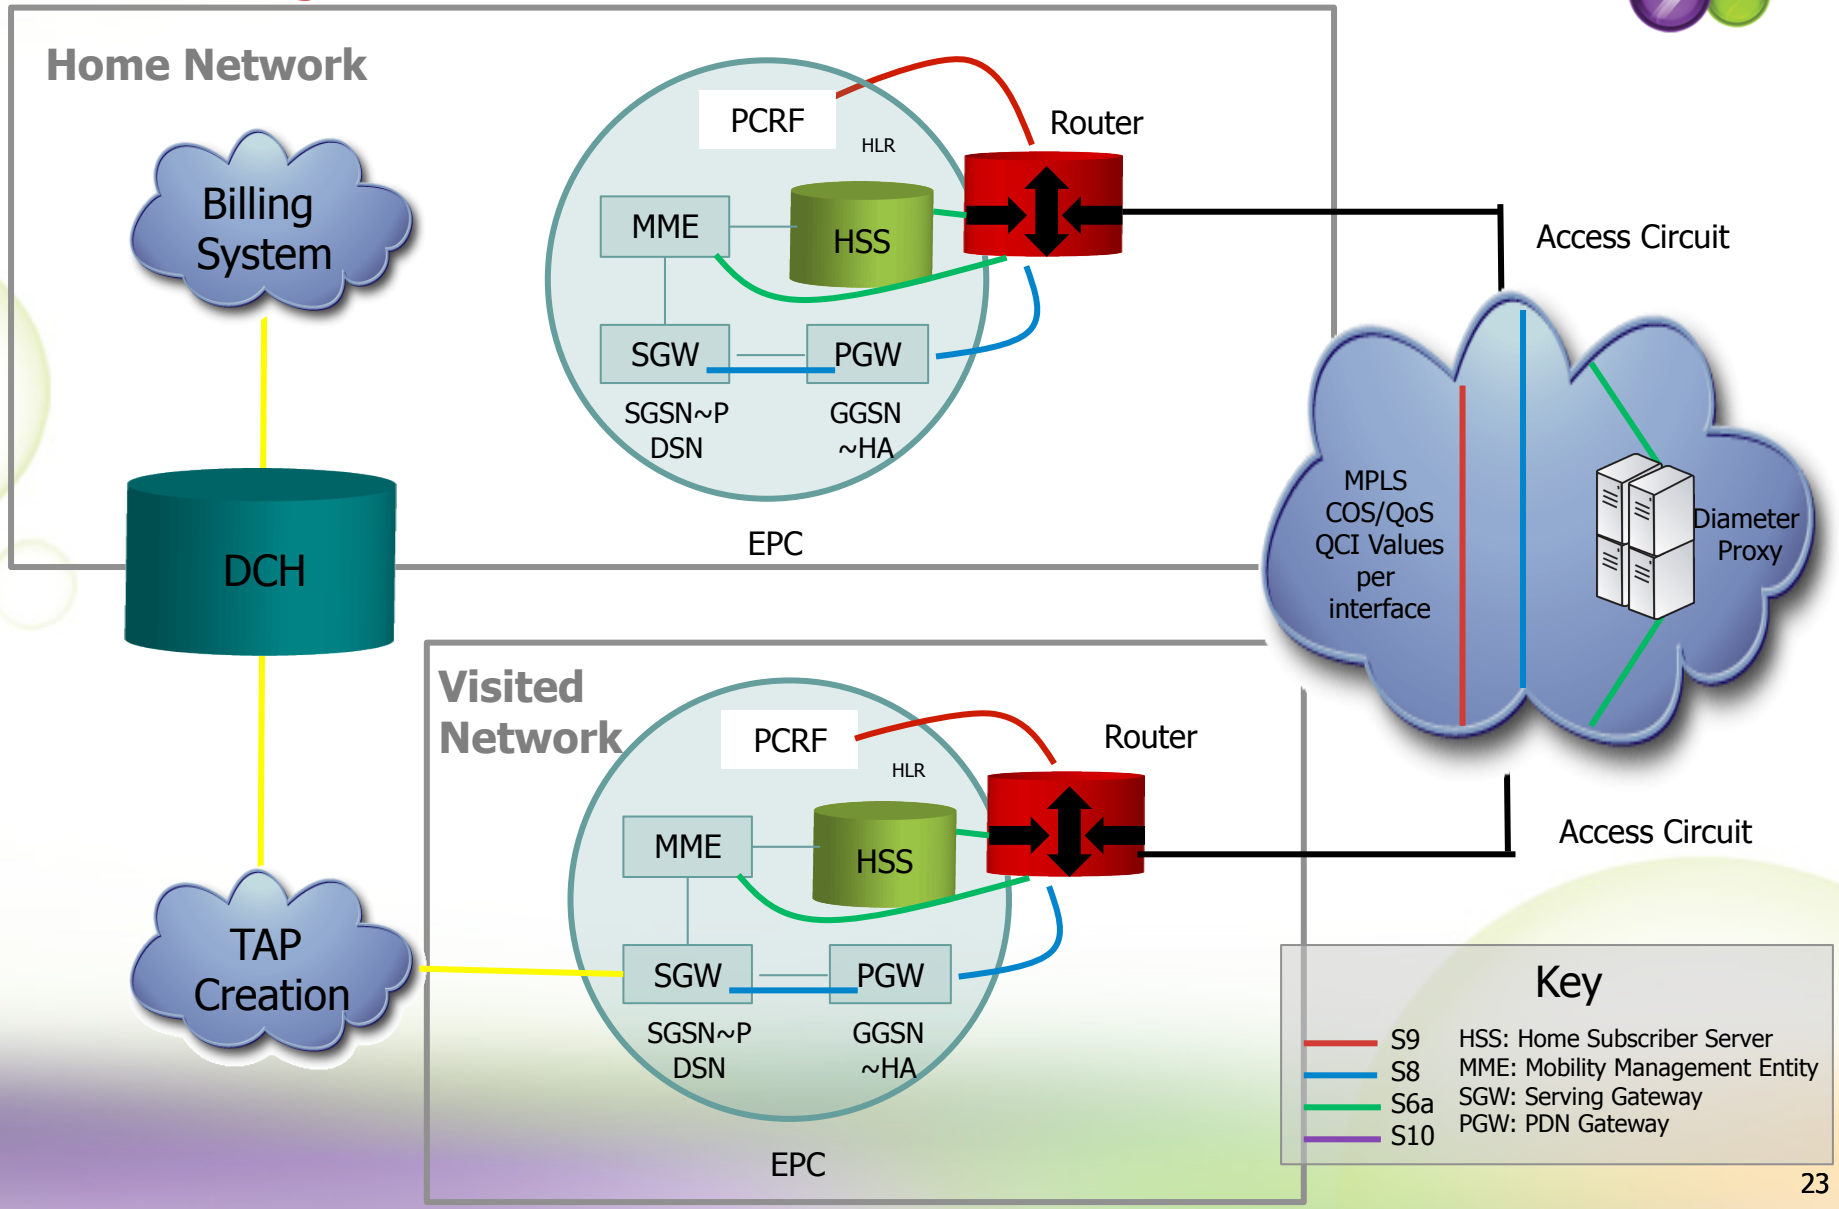 Home Network
Billing
System
PCRF
HLR
Router
MME
HSS
SGW
PGW
SGSN~P
DSN
GGSN
~HA
EPC
DCH
Access Circuit
MPLS
COS/QoS
QCI Values
per
interface
Diameter
Proxy
Visited
Network
PCRF
HLR
Router
MME
HSS
SGW
PGW
SGSN~P
DSN
GGSN
~HA
EPC
TAP
Creation
Access Circuit
Key
S9 HSS: Home Subscriber Server
S8 MME: Mobility Management Entity
S6a SGW: Serving Gateway
S10 PGW: PDN Gateway
23